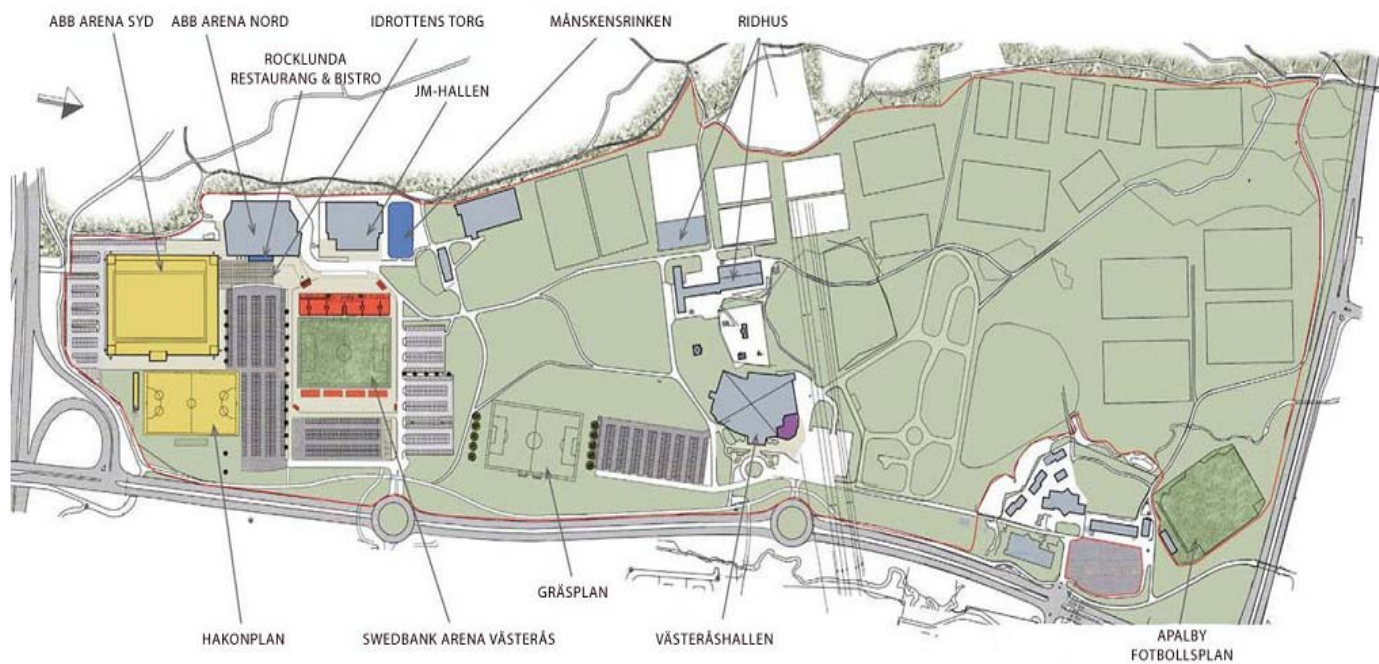 ABB ARENA SYD
ABB ARENA NORD
IDROTTENS TORG
MÅNSKENSRINKEN
RIDHUS
ROCKLUNDA
RESTAURANG & BISTRO
JM-HALLEN
GRÄSPLAN
HAKONPLAN
SWEDBANK ARENA VÄSTERÅS
VÄSTERÅSHALLEN
APALBY
FOTBOLLSPLAN